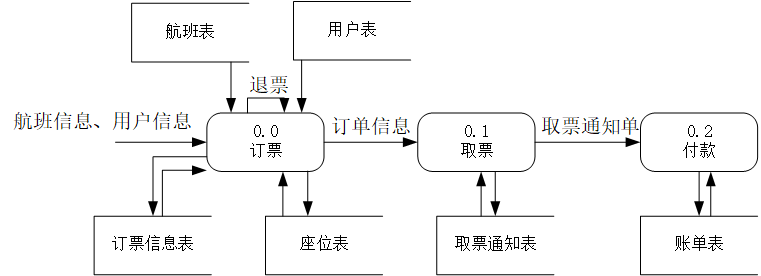 航班表
用户表
退票
航班信息、用户信息
0.0
订票
订单信息
0.1
取票
取票通知单
0.2
付款
订票信息表
座位表
取票通知表
账单表